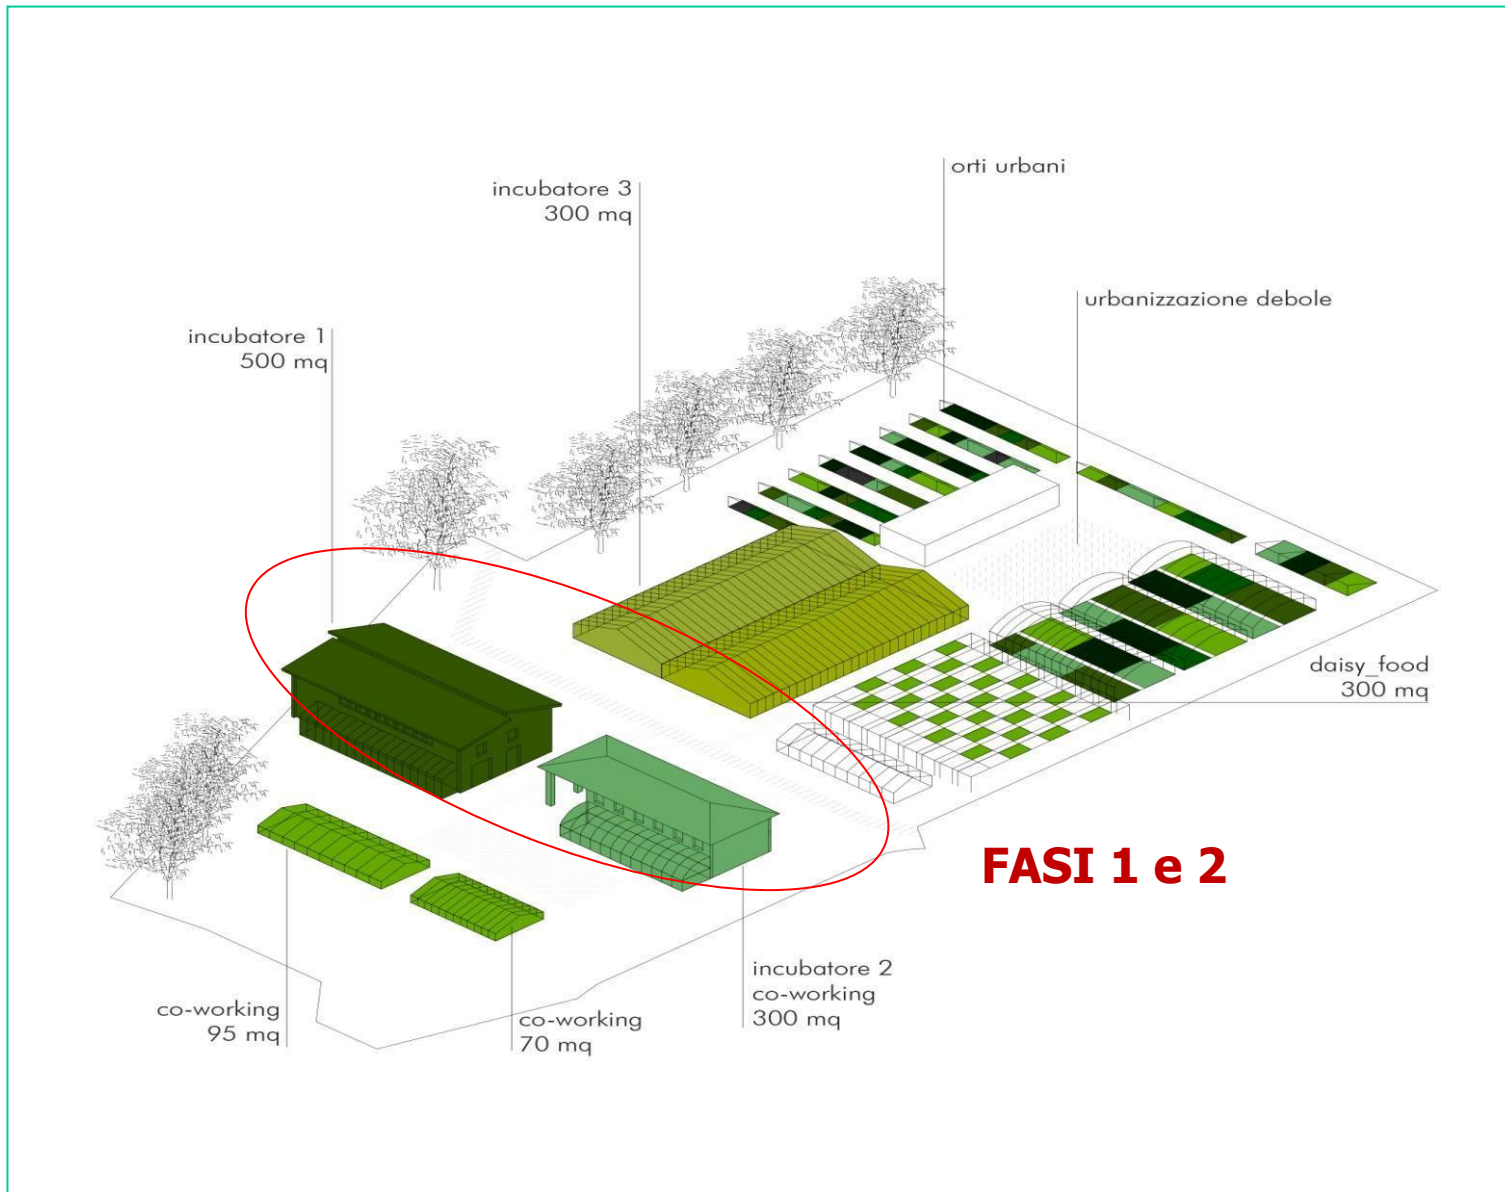 orti urbani
incubatore 3
300 mq
urbanizzazione debole
incubatore 1
500 mq
daisy_food
300 mq
FASI 1 e 2
incubatore 2
co-working
300 mq
co-working
95 mq
co-working
70 mq